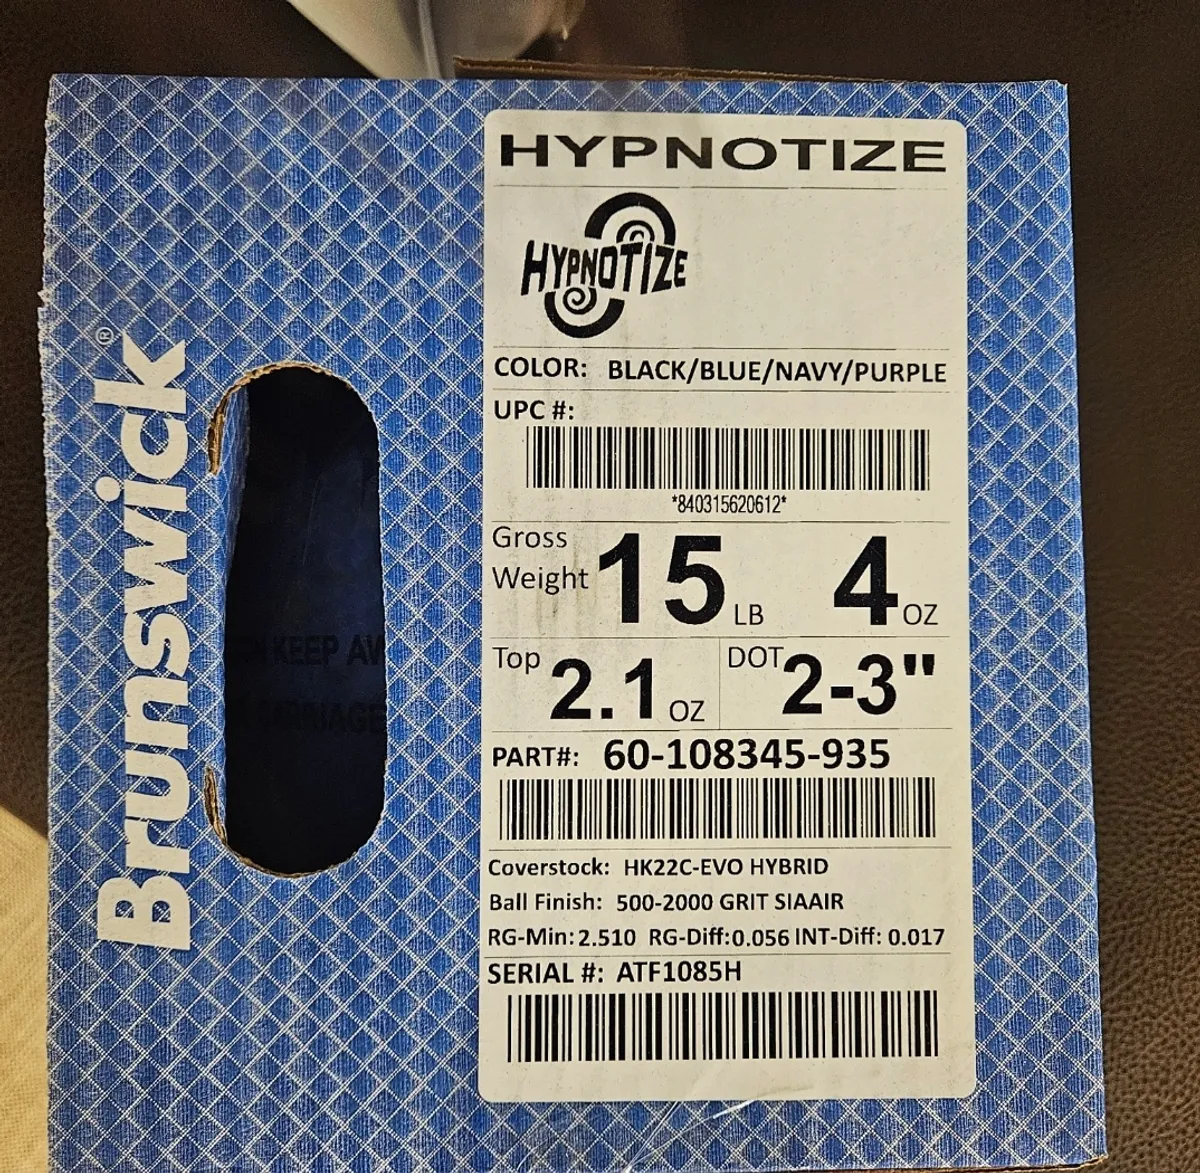 Brunswick®
KEEP AW
HYPNOTIZE
HYPNOTIZE
COLOR: BLACK/BLUE/NAVY/PURPLE
UPC #:
*840315620612*
Gross Weight 15 LB 4 OZ
Top 2.1 OZ DOT 2-3"
PART#: 60-108345-935
Coverstock: HK22C-EVO HYBRID
Ball Finish: 500-2000 GRIT SIAAIR
RG-Min: 2.510 RG-Diff: 0.056 INT-Diff: 0.017
SERIAL #: ATF1085H